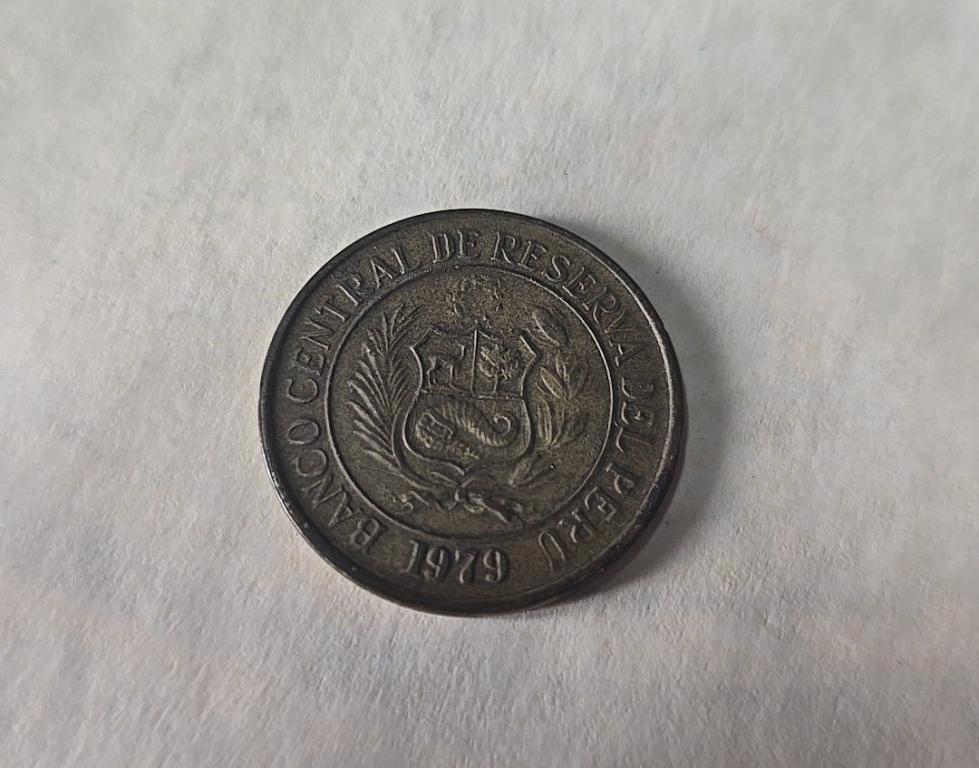 BANCO CENTRAL DE RESERVA DEL PERU
1979